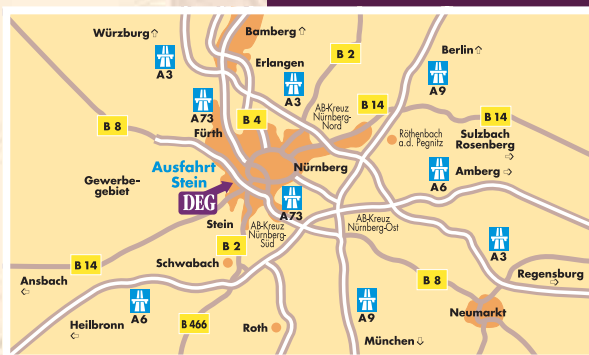 Würzburg
Bamberg
B 2
Berlin
A3
Erlangen
A9
A73
A3
AB-Kreuz
Nürnberg-
Nord
B 14
B 8
B 4
B 14
Fürth
Röthenbach
a.d. Pegnitz
Sulzbach
Rosenberg
Ausfahrt
Stein
Nürnberg
A6
Amberg
Gewerbe-
gebiet
DEG
A73
Stein
AB-Kreuz
Nürnberg-
Süd
AB-Kreuz
Nürnberg-Ost
B 2
A3
B 14
Schwabach
B 8
Regensburg
Ansbach
A6
A9
Neumarkt
Heilbronn
B 466
Roth
München